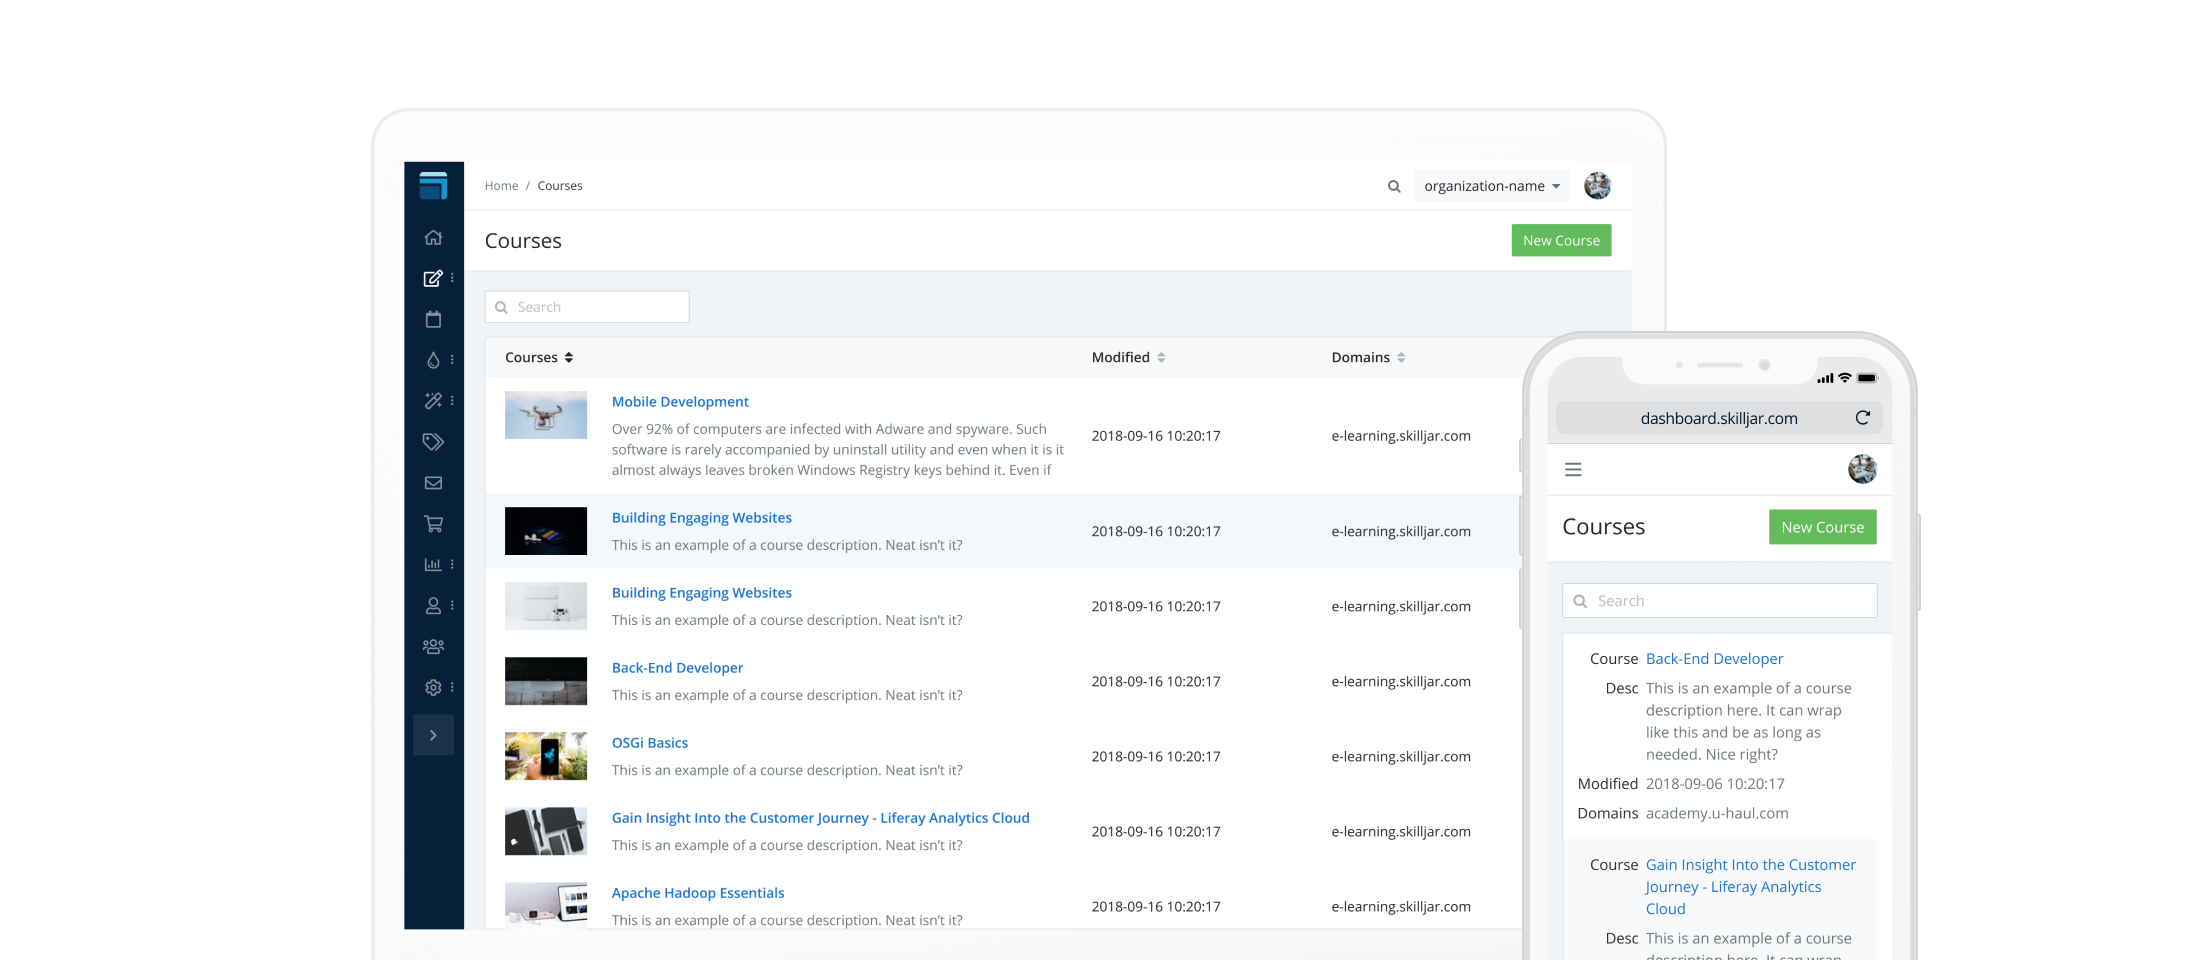 Home / Courses
organization-name
Courses
New Course
Search
Courses Modified Domains
Mobile Development
Over 92% of computers are infected with Adware and spyware. Such
software is rarely accompanied by uninstall utility and even when it is it
almost always leaves broken Windows Registry keys behind it. Even if
2018-09-16 10:20:17
e-learning.skilljar.com
Building Engaging Websites
This is an example of a course description. Neat isn't it?
2018-09-16 10:20:17
e-learning.skilljar.com
Building Engaging Websites
This is an example of a course description. Neat isn't it?
2018-09-16 10:20:17
e-learning.skilljar.com
Back-End Developer
This is an example of a course description. Neat isn't it?
2018-09-16 10:20:17
e-learning.skilljar.com
OSGi Basics
This is an example of a course description. Neat isn't it?
2018-09-16 10:20:17
e-learning.skilljar.com
Gain Insight Into the Customer Journey - Liferay Analytics Cloud
This is an example of a course description. Neat isn't it?
2018-09-16 10:20:17
e-learning.skilljar.com
Apache Hadoop Essentials
This is an example of a course description. Neat isn't it?
2018-09-16 10:20:17
e-learning.skilljar.com
dashboard.skilljar.com
Courses
New Course
Search
Course Back-End Developer
Desc This is an example of a course
description here. It can wrap
like this and be as long as
needed. Nice right?
Modified 2018-09-06 10:20:17
Domains academy.u-haul.com
Course Gain Insight Into the Customer
Journey - Liferay Analytics
Cloud
Desc This is an example of a course
description here. It can wrap